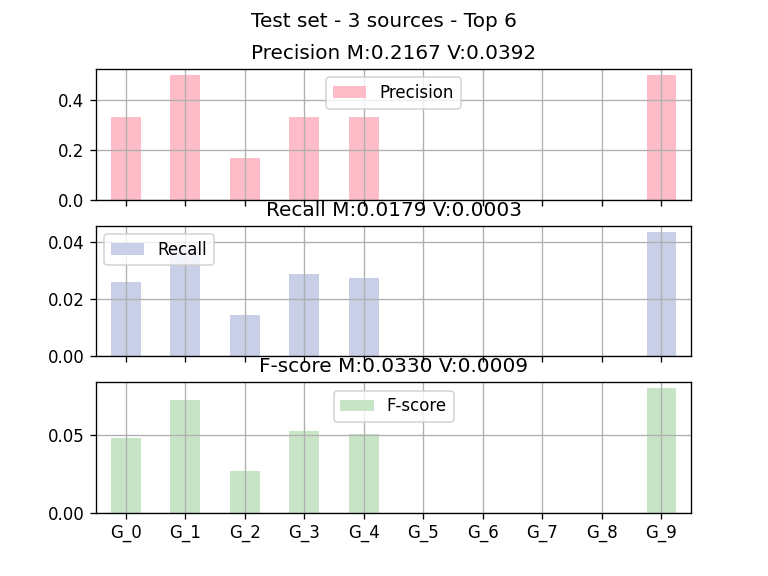 Test set - 3 sources - Top 6
Precision M:0.2167 V:0.0392
Precision
0.4
0.2
0.0
Recall M:0.0179 V:0.0003
Recall
0.04
0.02
0.00
F-score M:0.0330 V:0.0009
F-score
0.05
0.00
G_0 G_1 G_2 G_3 G_4 G_5 G_6 G_7 G_8 G_9